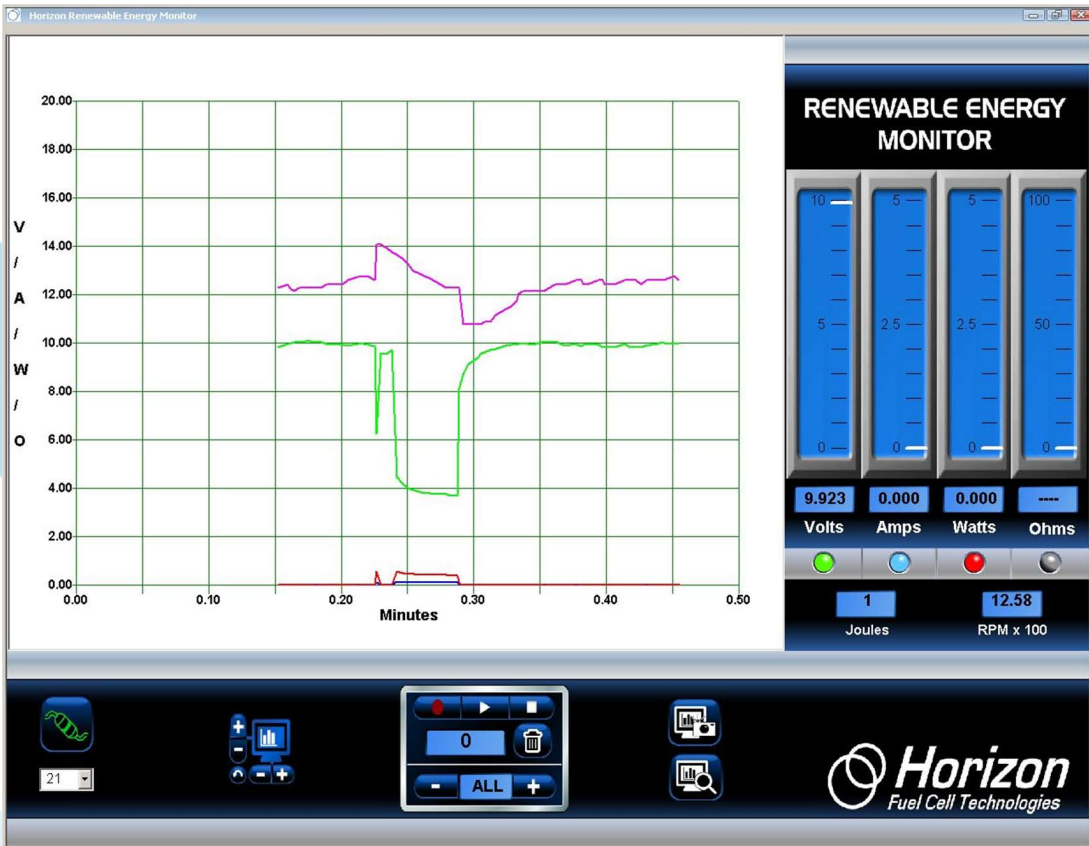 Horizon Renewable Energy Monitor
20.00
18.00
16.00
14.00
12.00
10.00
8.00
6.00
4.00
2.00
0.00
V
/
A
/
W
/
O
0.00 0.10 0.20 0.30 0.40 0.50
Minutes
RENEWABLE ENERGY
MONITOR
10 5 5 100
5 2.5 2.5 50
0 0 0 0
9.923 0.000 0.000 ----
Volts Amps Watts Ohms
1 12.58
Joules RPM x 100
21
0
- ALL +
Horizon
Fuel Cell Technologies